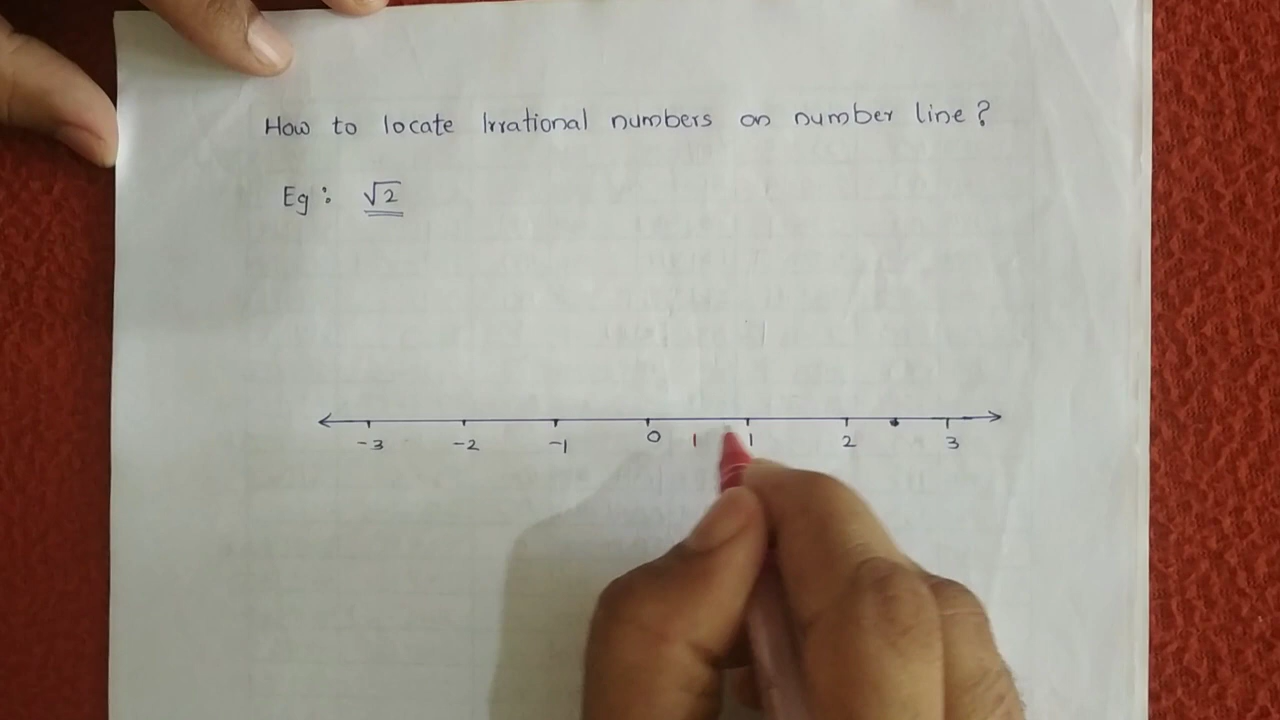 How to locate Irrational numbers on number line?
Eg: √2
-3 -2 -1 0 1 1 2 3